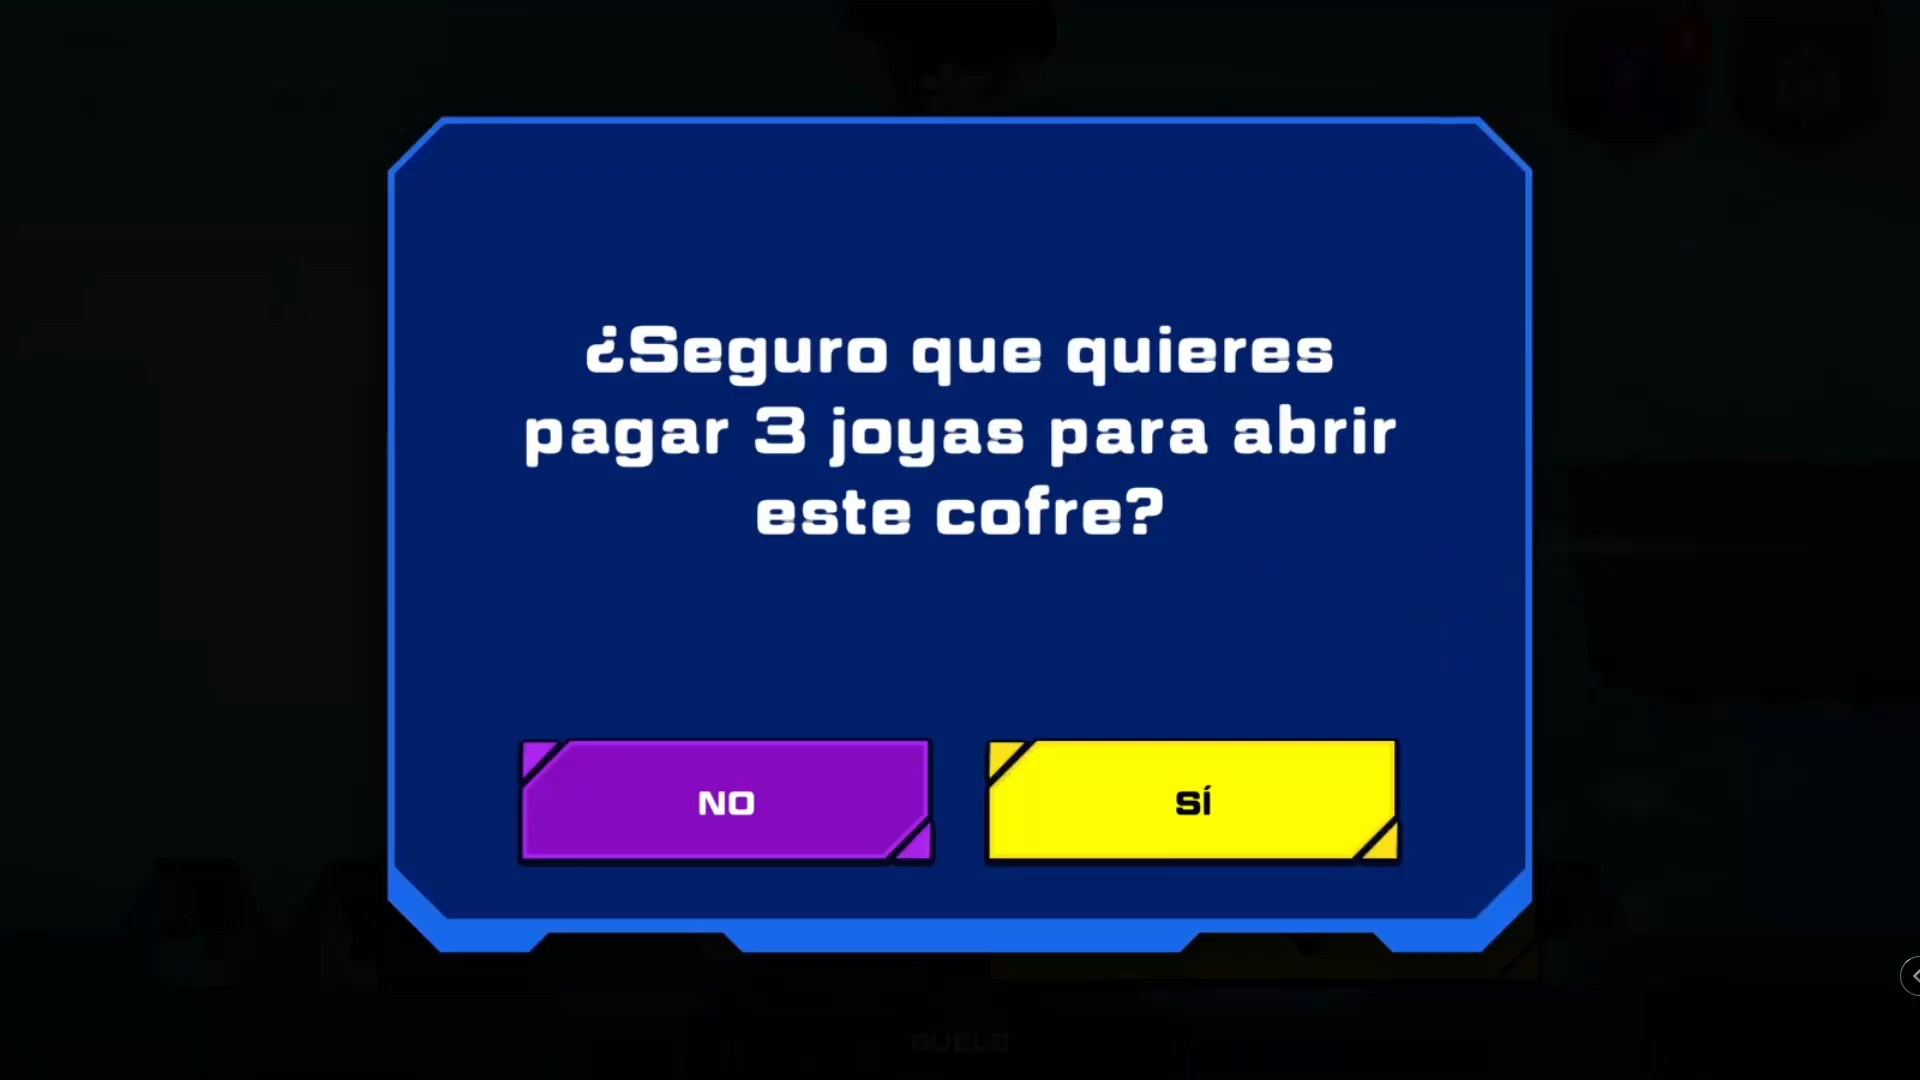 ¿Seguro que quieres
pagar 3 joyas para abrir
este cofre?
NO
SÍ